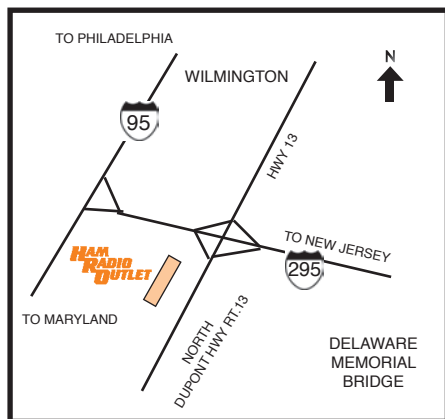 TO PHILADELPHIA
WILMINGTON
N
95
HWY 13
HAM
RADIO
OUTLET
TO NEW JERSEY
295
TO MARYLAND
NORTH
DUPONT HWY RT.13
DELAWARE
MEMORIAL
BRIDGE